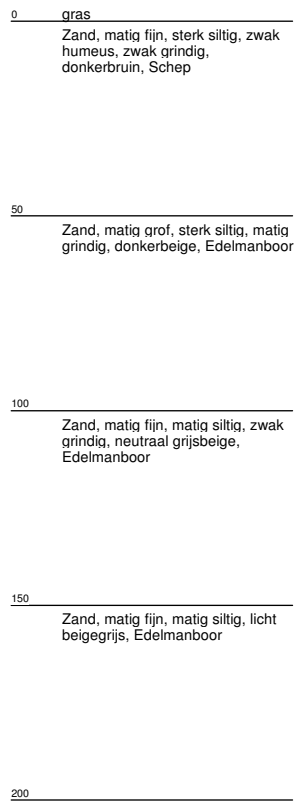 0 gras
Zand, matig fijn, sterk siltig, zwak
humeus, zwak grindig,
donkerbruin, Schep
50
Zand, matig grof, sterk siltig, matig
grindig, donkerbeige, Edelmanboor
100
Zand, matig fijn, matig siltig, zwak
grindig, neutraal grijsbeige,
Edelmanboor
150
Zand, matig fijn, matig siltig, licht
beigegrijs, Edelmanboor
200